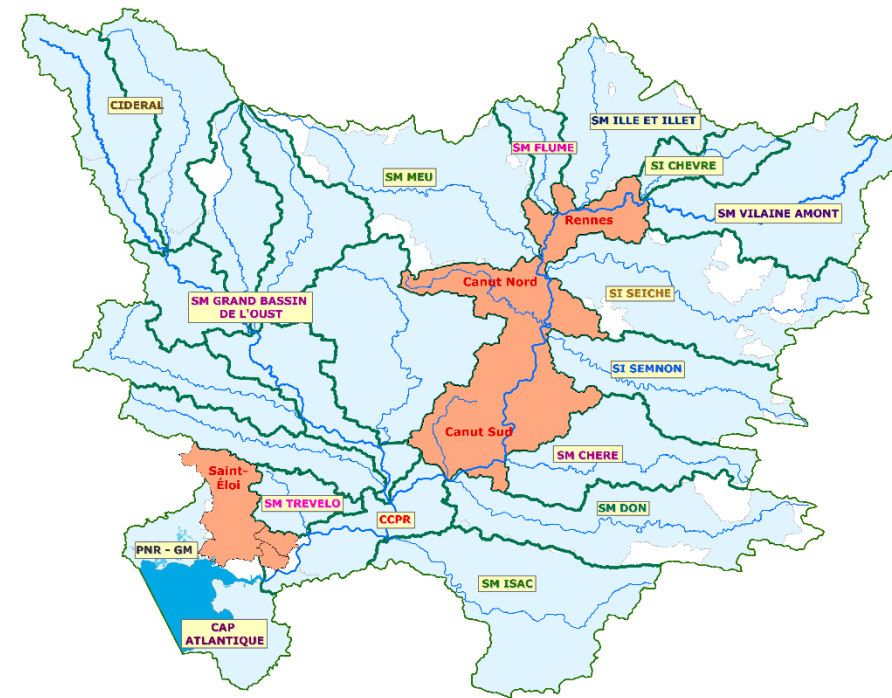 CIDERAL
SM ILLE ET ILLET
SM FLUME
SI CHEVRE
SM MEU
SM VILAINE AMONT
Rennes
Canut Nord
SI SEICHE
SM GRAND BASSIN
DE L'OUST
SI SEMNON
Canut Sud
SM CHERE
Saint-
Éloi
SM TREVELO
SM DON
CCPR
PNR - GM
SM ISAC
CAP
ATLANTIQUE